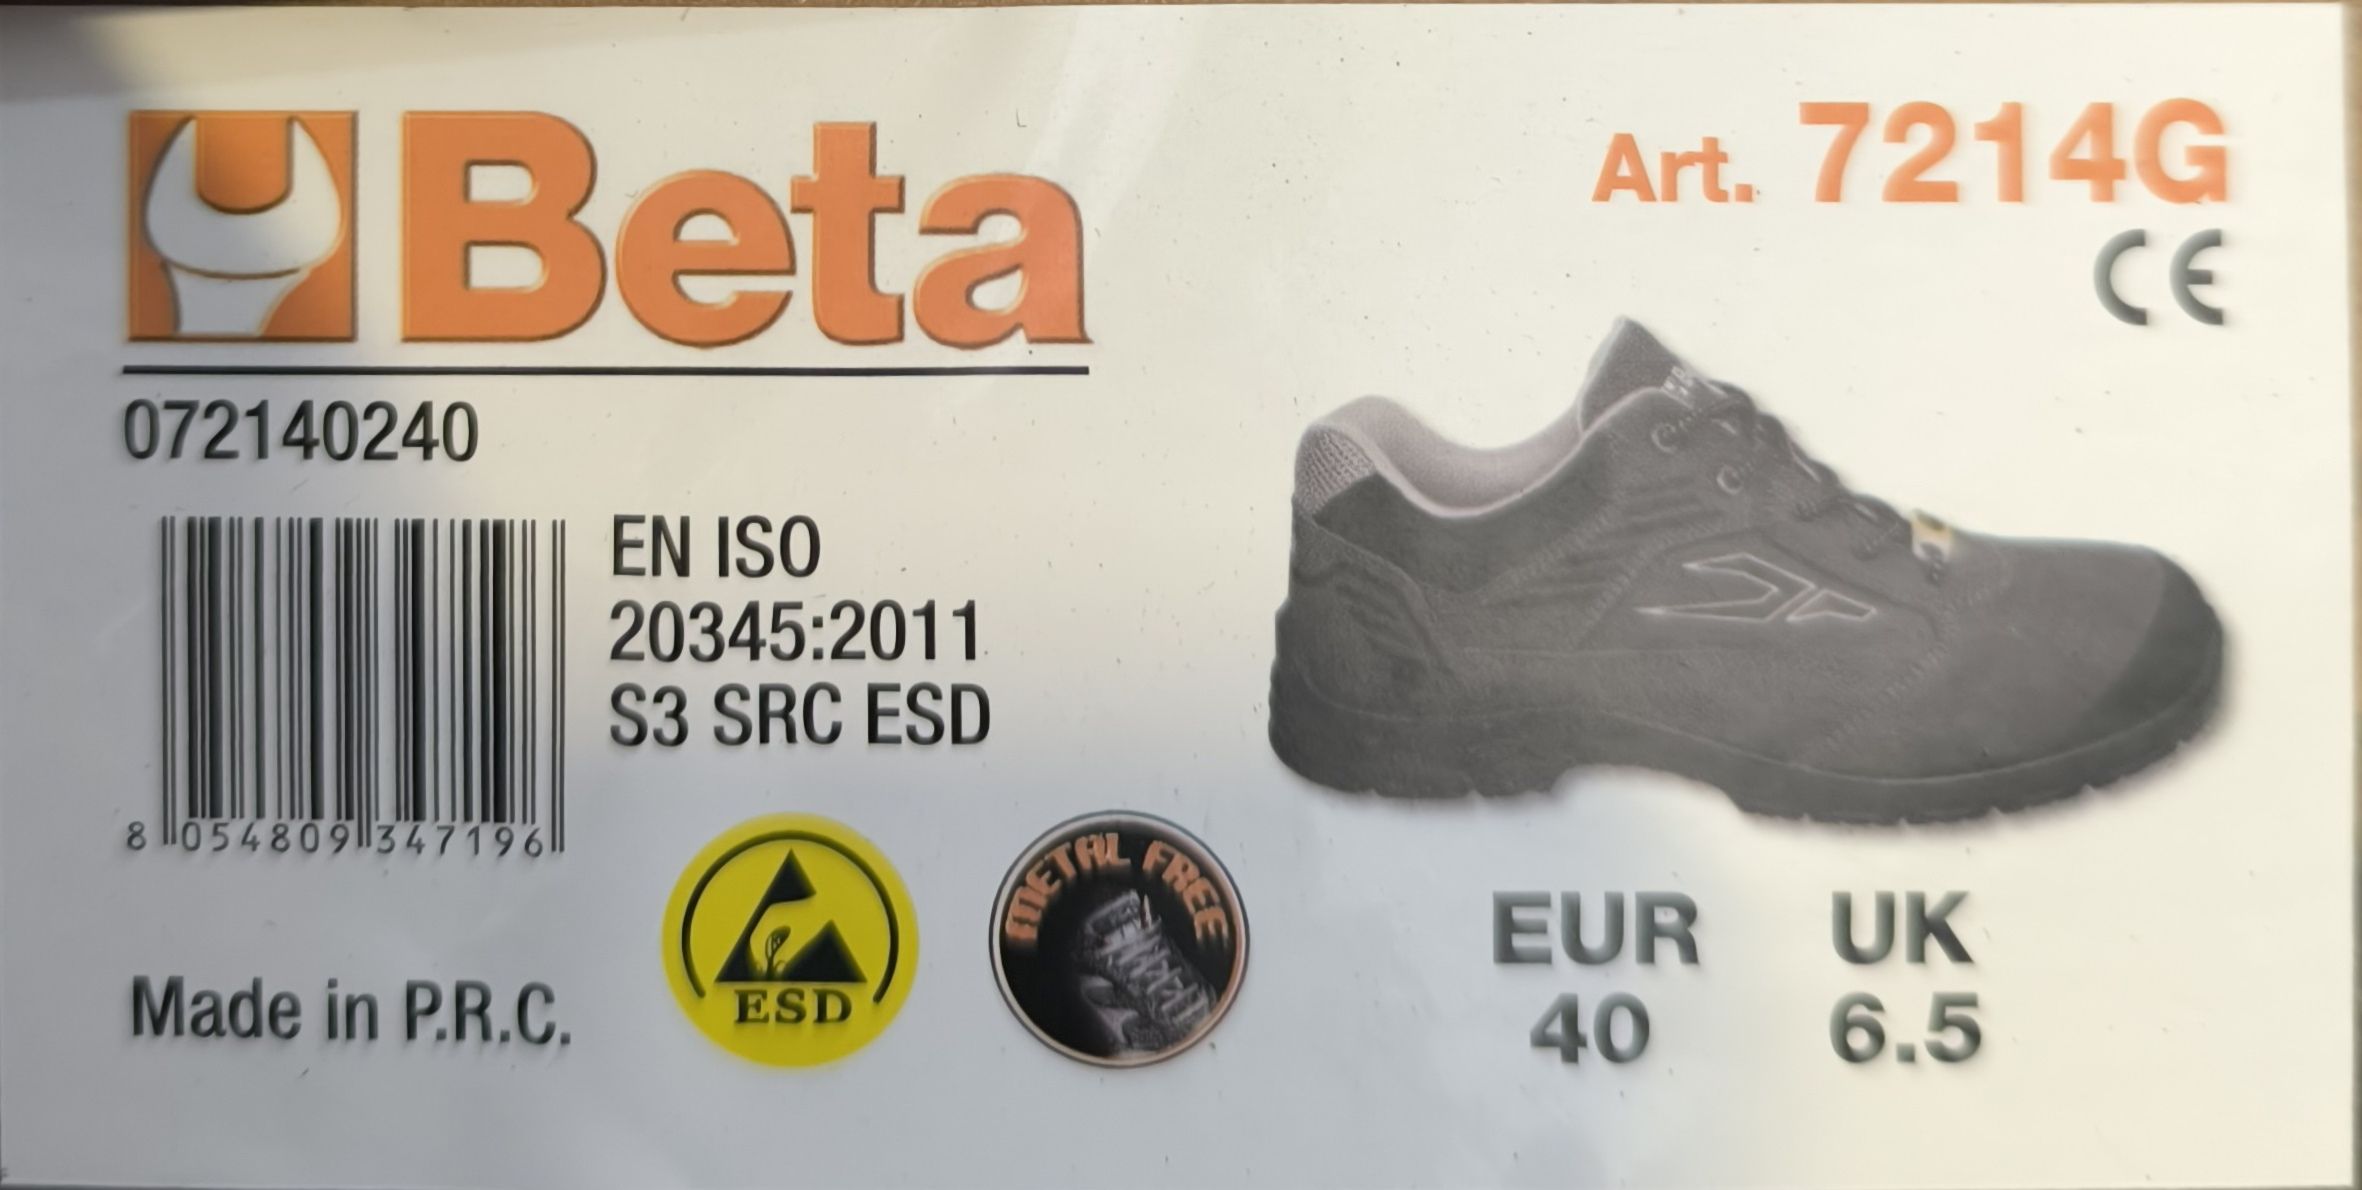 Beta
Art. 7214G
CE
072140240
EN ISO
20345:2011
S3 SRC ESD
8 054809 347196
ESD
METAL FREE
Made in P.R.C.
EUR UK
40 6.5